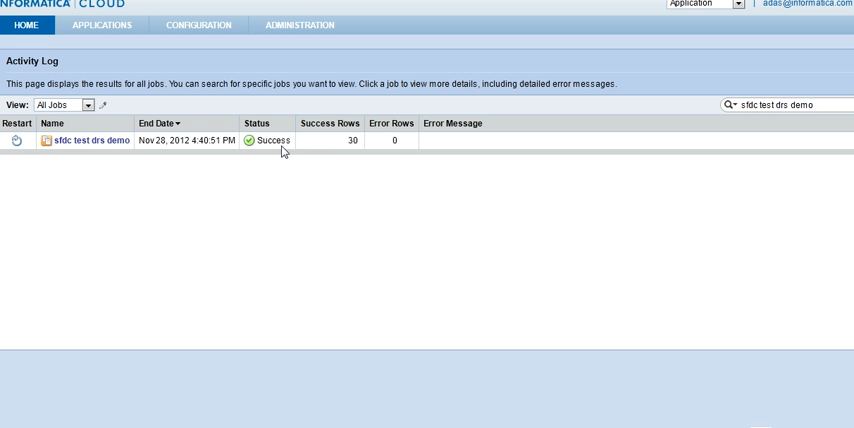 NFORMATICA | CLOUD
Application | adas@informatica.com
HOME APPLICATIONS CONFIGURATION ADMINISTRATION
Activity Log
This page displays the results for all jobs. You can search for specific jobs you want to view. Click a job to view more details, including detailed error messages.
View: All Jobs sfdc test drs demo
Restart Name End Date Status Success Rows Error Rows Error Message
sfdc test drs demo Nov 28, 2012 4:40:51 PM Success 30 0